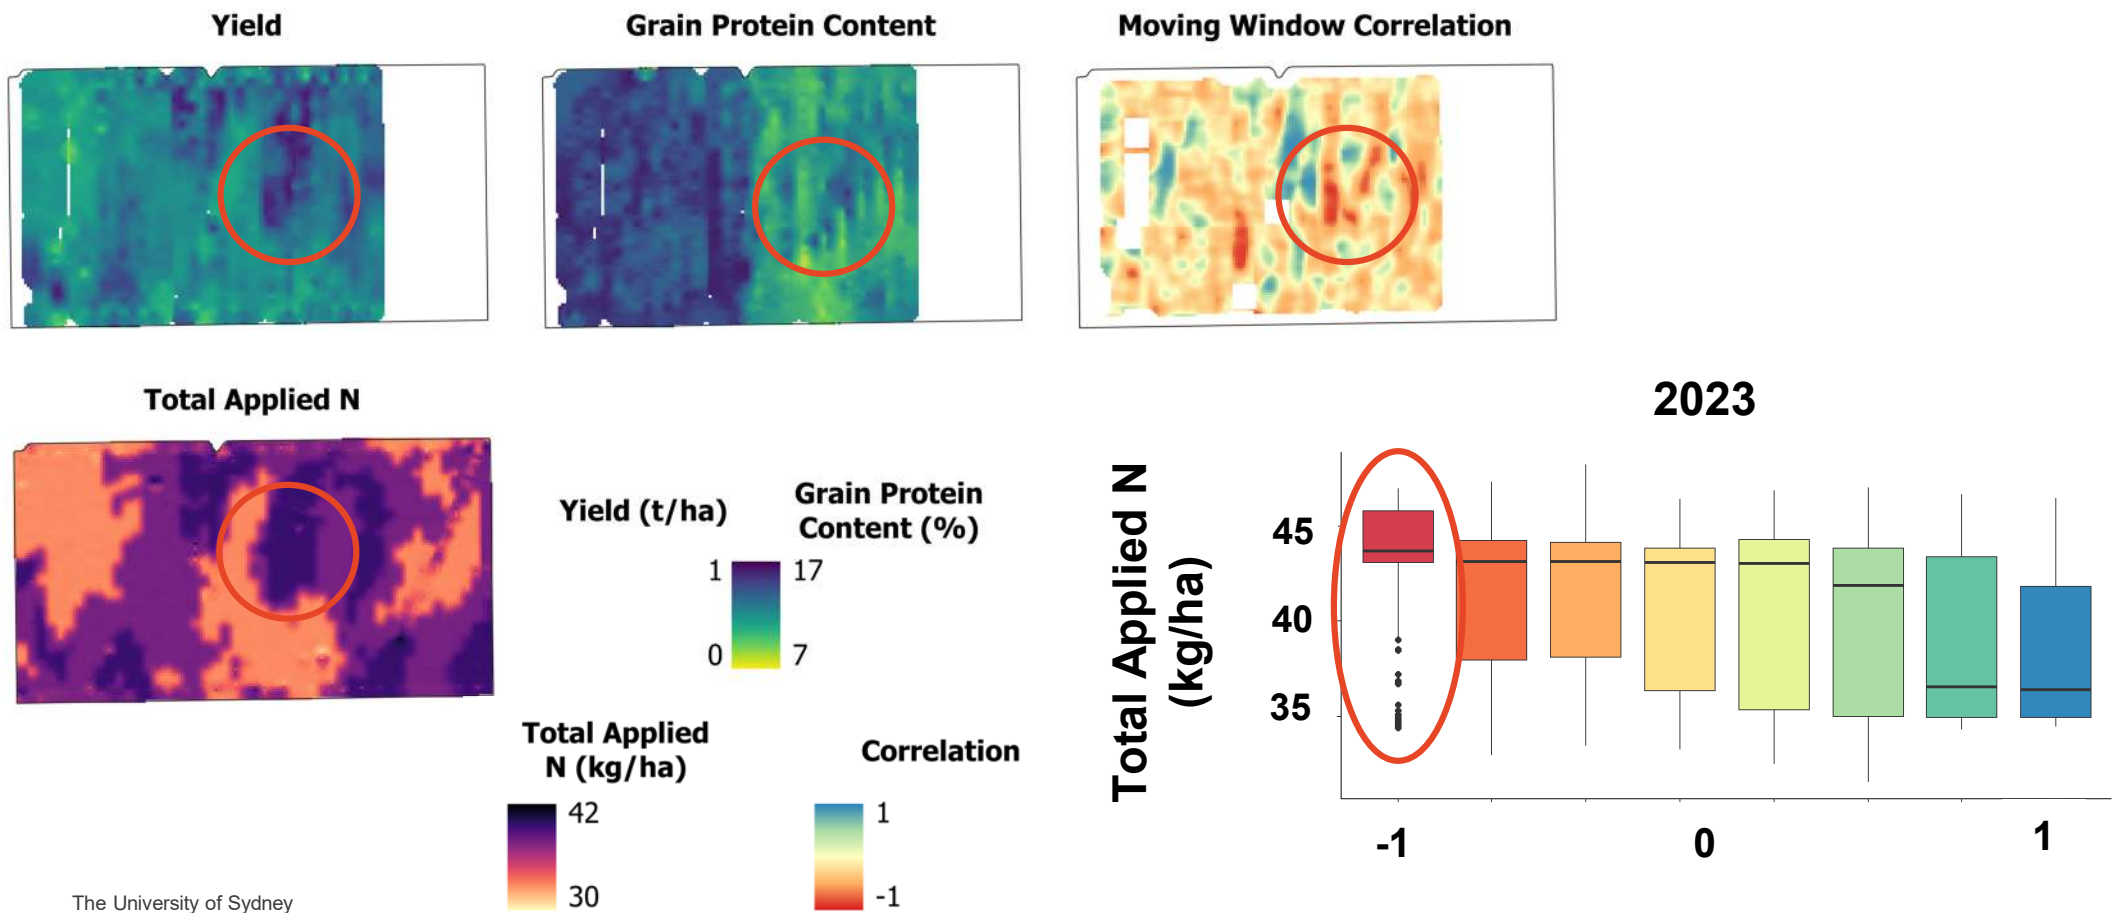 Yield
Grain Protein Content
Moving Window Correlation
Total Applied N
2023
Yield (t/ha)
Grain Protein
Content (%)
1
17
0
7
Total Applied
N (kg/ha)
42
30
Correlation
1
-1
Total Applied N
(kg/ha)
45
40
35
-1
0
1
The University of Sydney